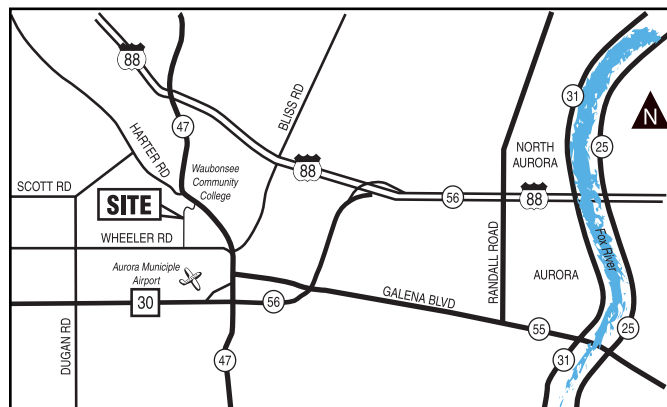 88
31
N
47
BLISS RD
HARTER RD
NORTH
AURORA
25
Waubonsee
Community
College
88
SCOTT RD
SITE
56
88
WHEELER RD
Fox River
RANDALL ROAD
Aurora Municiple
Airport
AURORA
30
56
GALENA BLVD
55
25
DUGAN RD
47
31